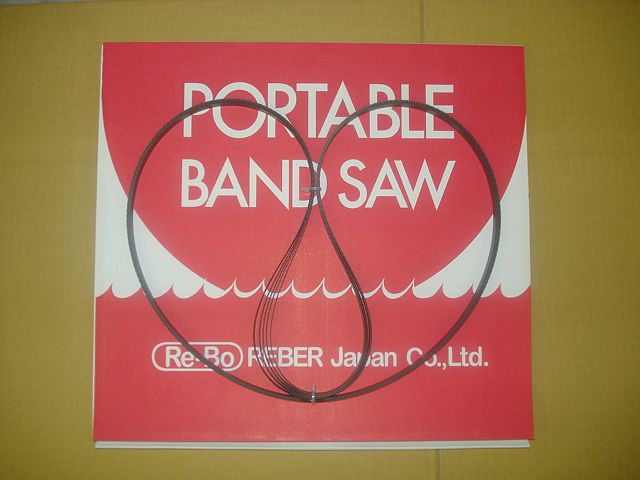 PORTABLE
BAND SAW
Re-Bo REBER Japan Co.,Ltd.